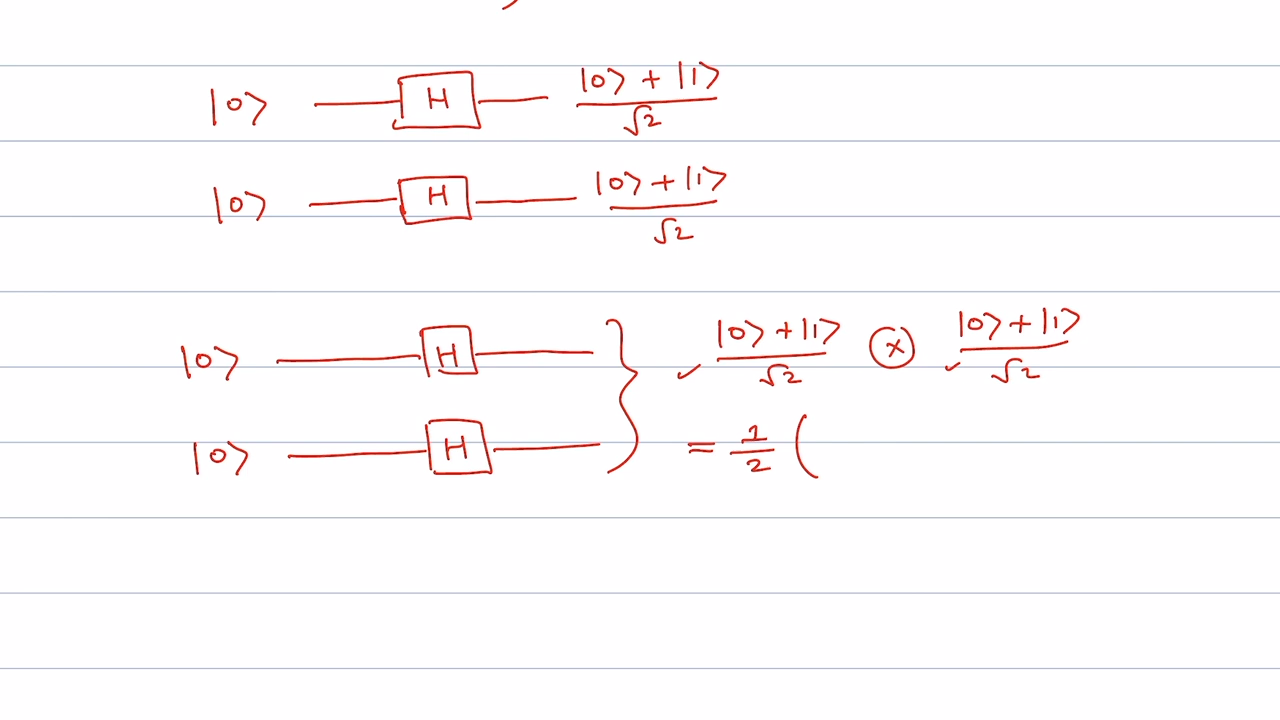 |0⟩ H |0⟩ + |1⟩ / √2
|0⟩ H |0⟩ + |1⟩ / √2
|0⟩ H |0⟩ + |1⟩ / √2 ⊗ |0⟩ + |1⟩ / √2
|0⟩ H = 1/2 (